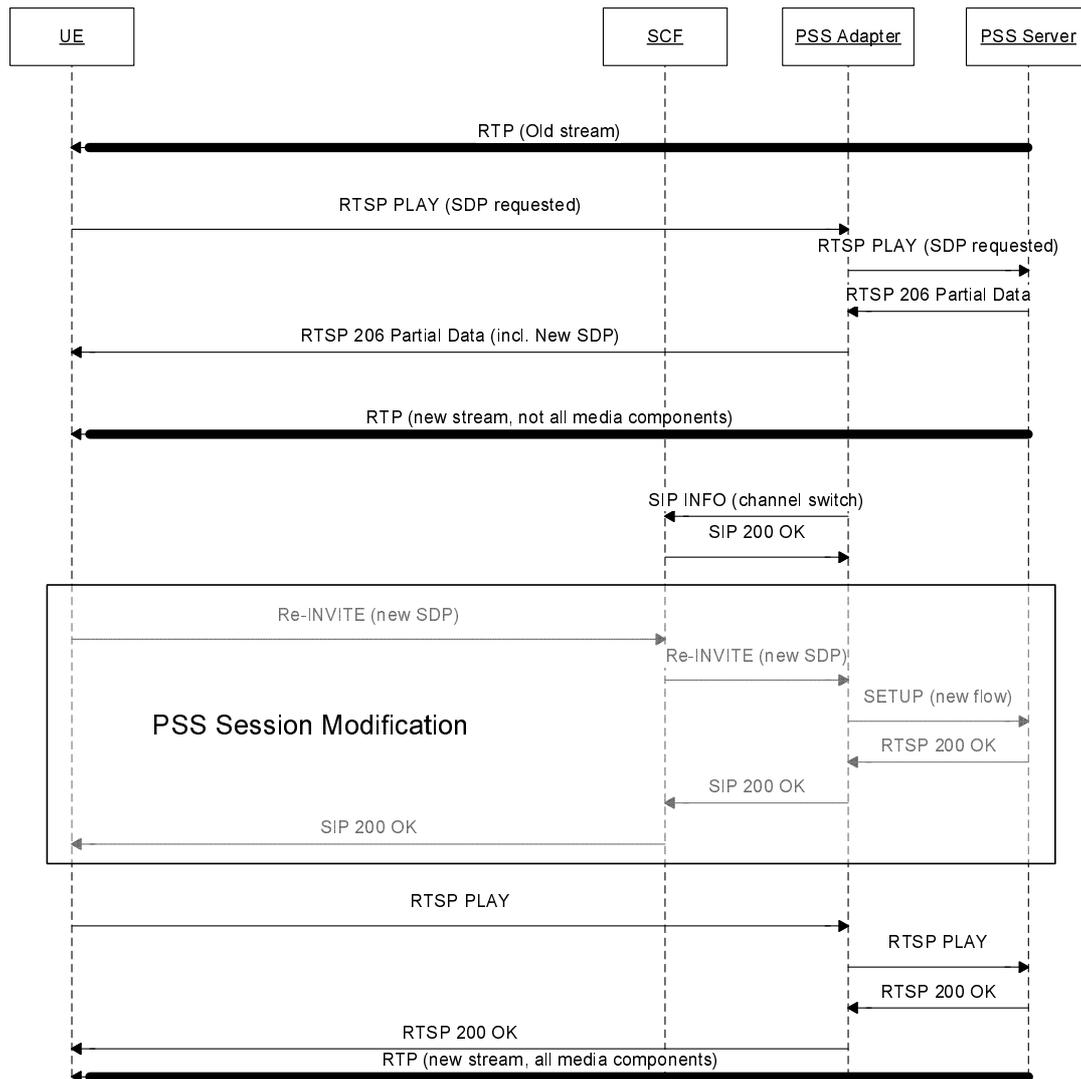 UE
SCF
PSS Adapter
PSS Server
RTP (Old stream)
RTSP PLAY (SDP requested)
RTSP PLAY (SDP requested)
RTSP 206 Partial Data
RTSP 206 Partial Data (incl. New SDP)
RTP (new stream, not all media components)
SIP INFO (channel switch)
SIP 200 OK
Re-INVITE (new SDP)
Re-INVITE (new SDP)
SETUP (new flow)
PSS Session Modification
RTSP 200 OK
SIP 200 OK
SIP 200 OK
RTSP PLAY
RTSP PLAY
RTSP 200 OK
RTSP 200 OK
RTP (new stream, all media components)